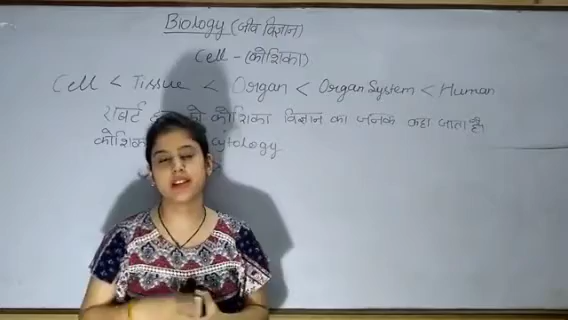 Biology (जीव विज्ञान)
Cell - (कोशिका)
Cell < Tissue < Organ < Organ System < Human
राबर्ट को कोशिका विज्ञान का जनक कहा जाता है।
Cytology